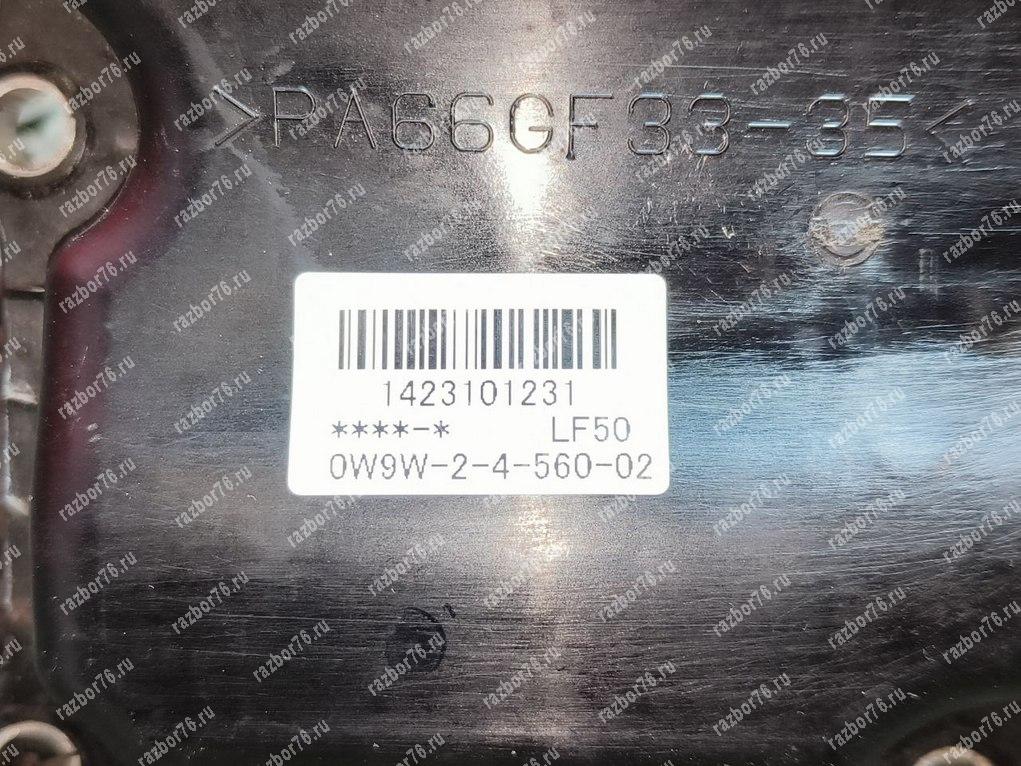 >PA66GF33-35<
1423101231
****-* LF50
0W9W-2-4-560-02
razbor76.ru